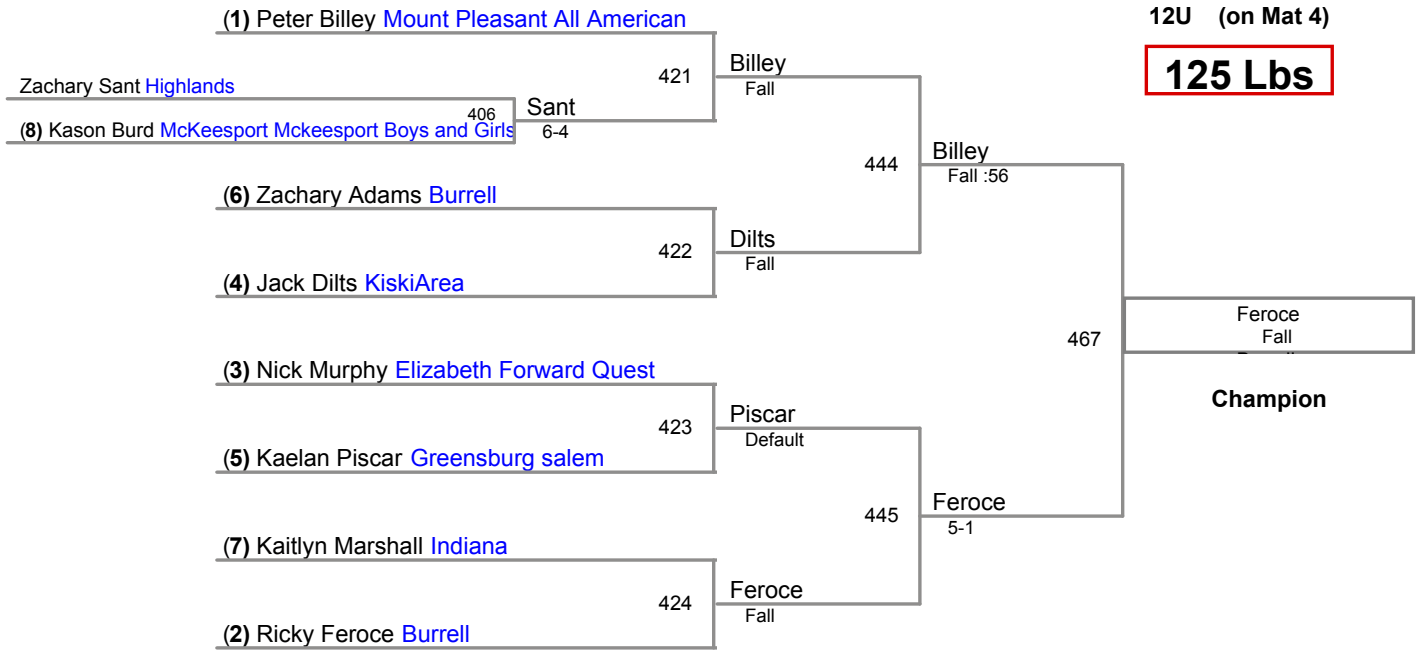 (1) Peter Billey Mount Pleasant All American
12U (on Mat 4)
125 Lbs
421
Billey
Fall
Zachary Sant Highlands
406
Sant
6-4
(8) Kason Burd McKeesport Mckeesport Boys and Girls
444
Billey
Fall :56
(6) Zachary Adams Burrell
422
Dilts
Fall
(4) Jack Dilts KiskiArea
467
Feroce
Fall
Champion
(3) Nick Murphy Elizabeth Forward Quest
423
Piscar
Default
(5) Kaelan Piscar Greensburg salem
445
Feroce
5-1
(7) Kaitlyn Marshall Indiana
424
Feroce
Fall
(2) Ricky Feroce Burrell